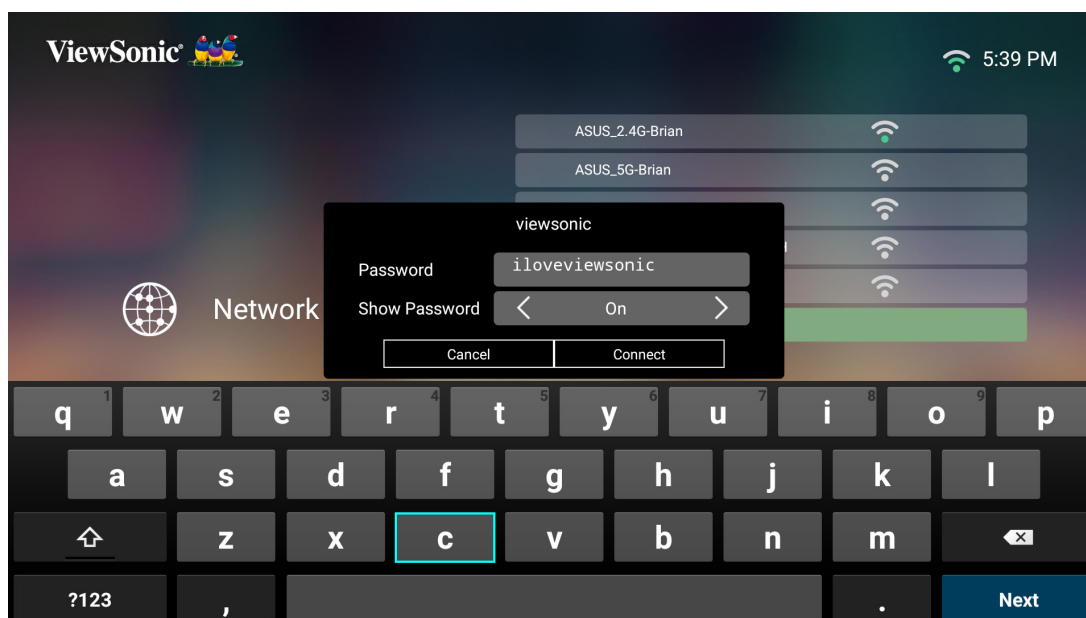 ViewSonic®
5:39 PM
ASUS_2.4G-Brian
ASUS_5G-Brian
viewsonic
Password iloveviewsonic
Show Password On
Cancel Connect
Network
q 1 w 2 e 3 r 4 t 5 y 6 u 7 i 8 o 9 p
a s d f g h j k l
z x c v b n m
?123 , . Next